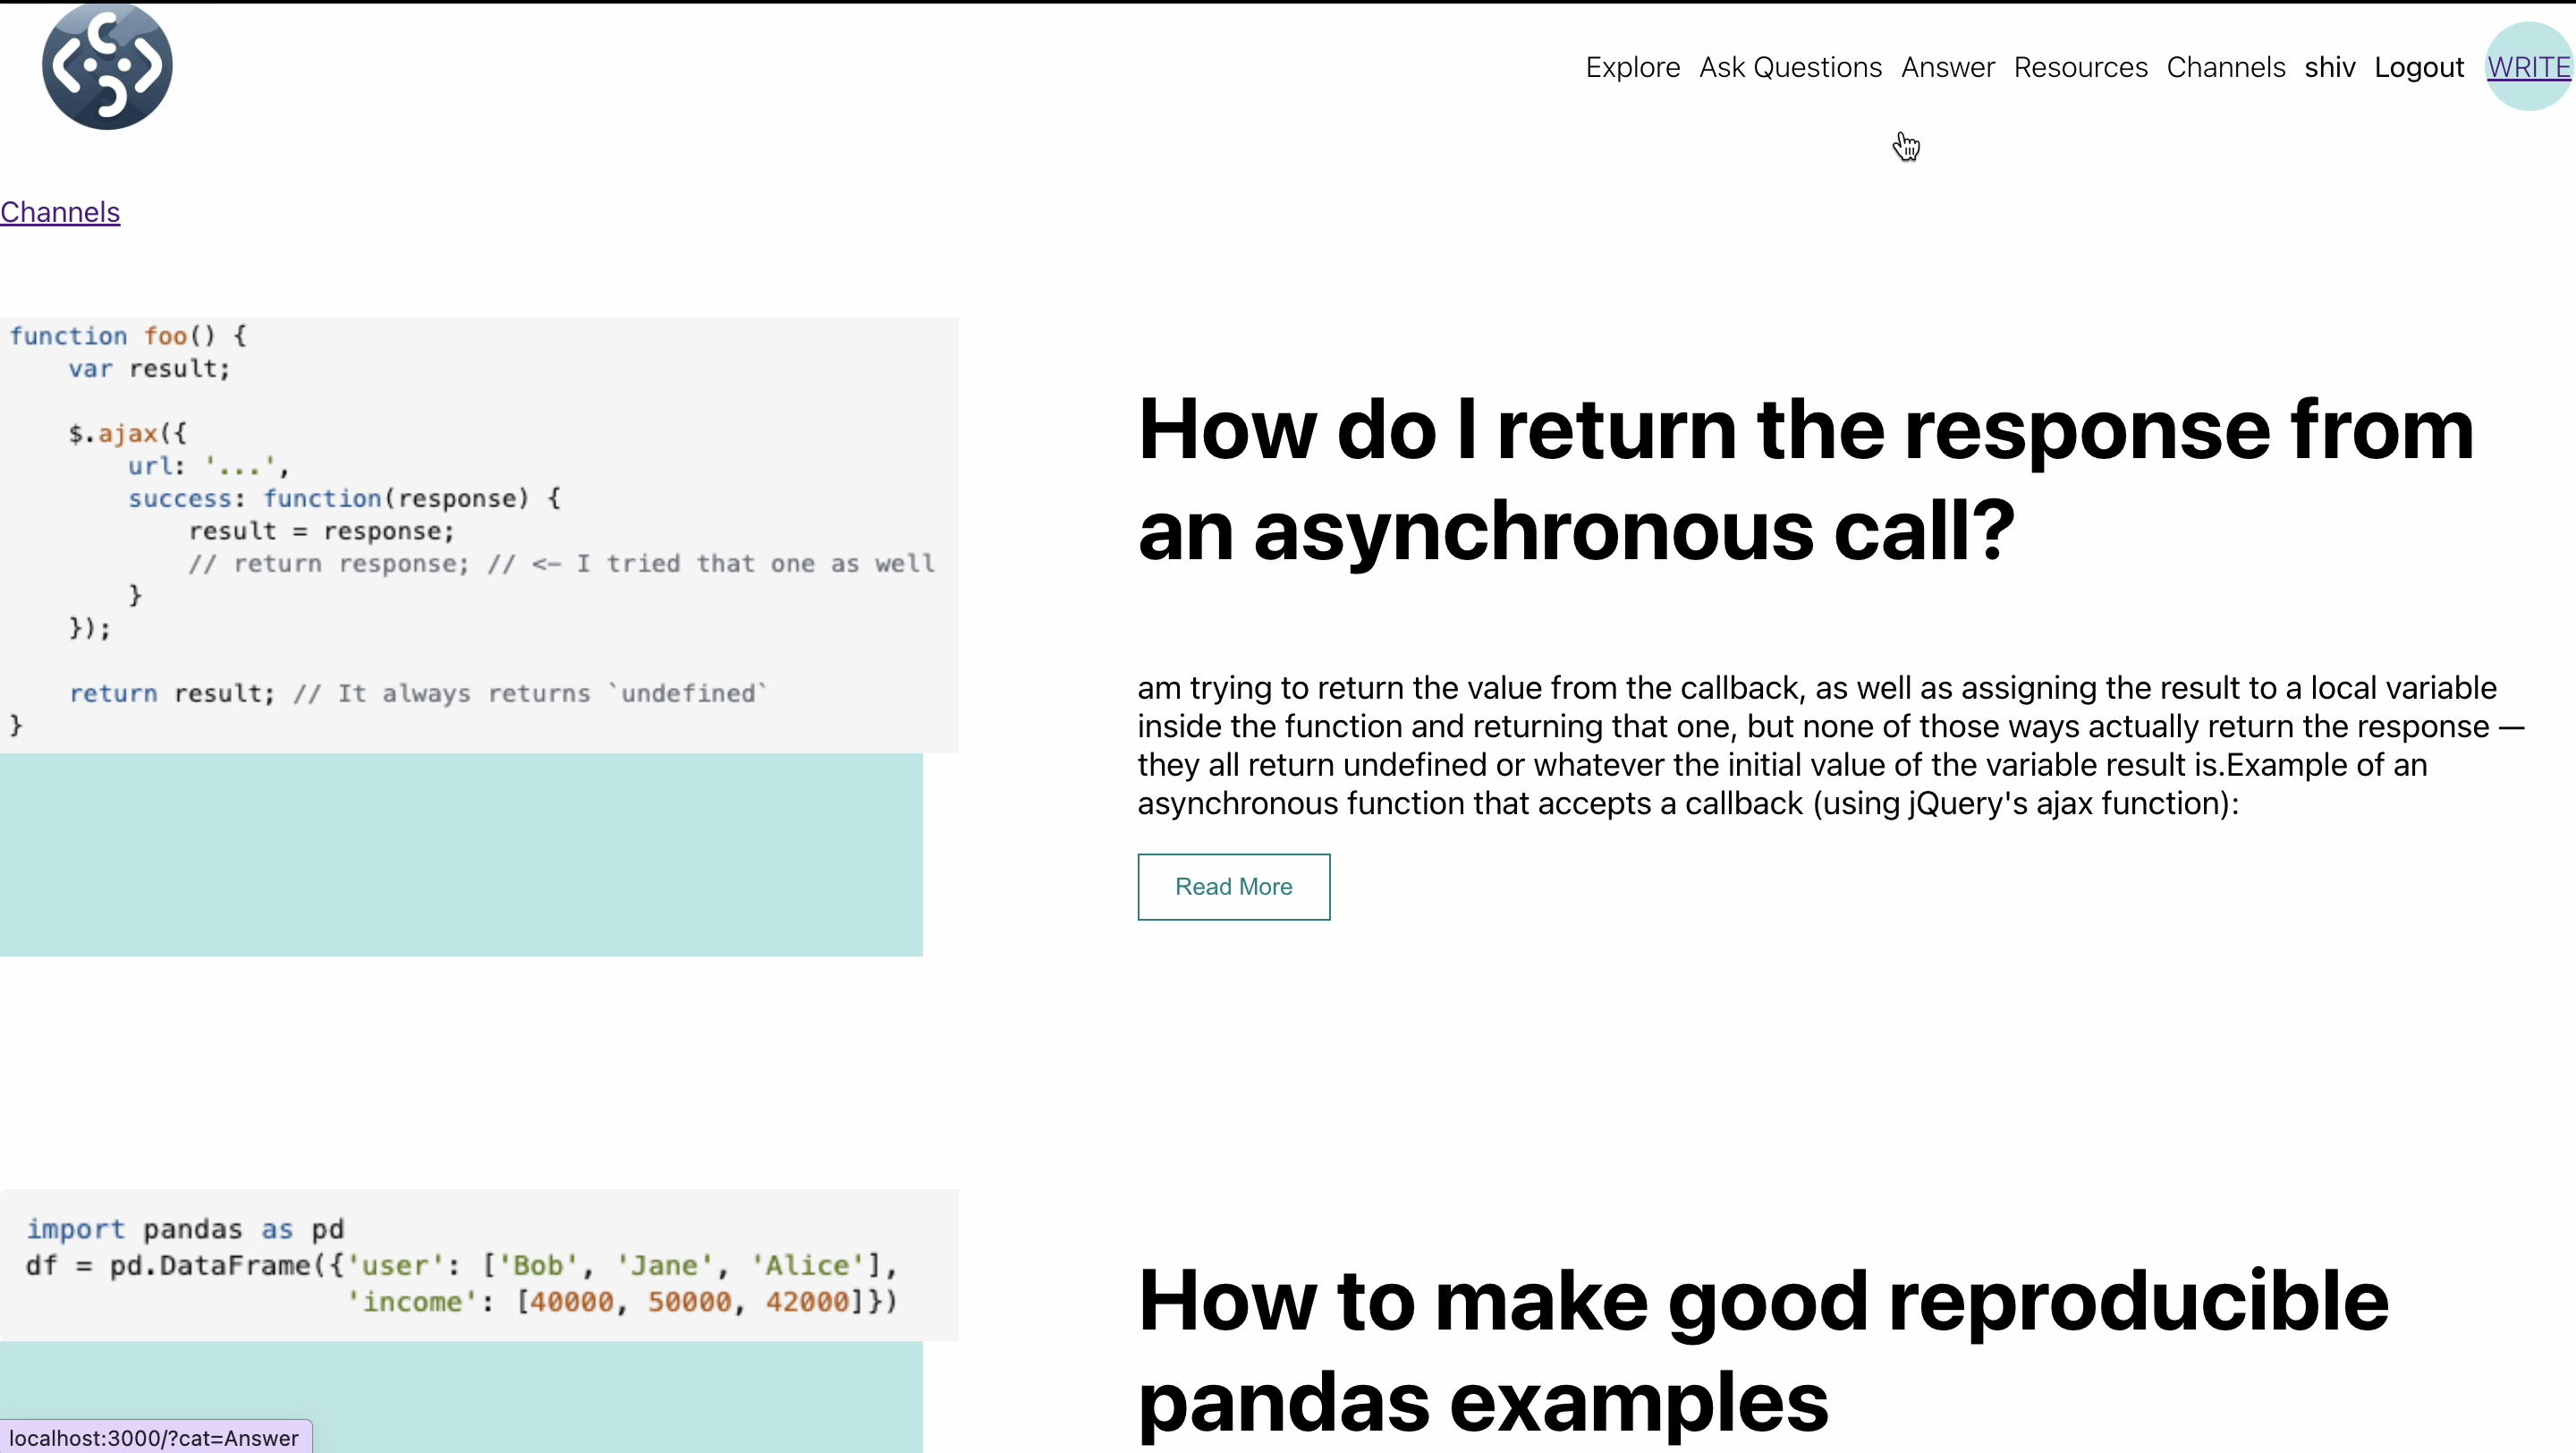 Explore Ask Questions Answer Resources Channels shiv Logout WRITE
Channels
function foo() {
    var result;
    $.ajax({
        url: '...',
        success: function(response) {
            result = response;
            // return response; // <- I tried that one as well
        }
    });
    return result; // It always returns `undefined`
}
How do I return the response from
an asynchronous call?
am trying to return the value from the callback, as well as assigning the result to a local variable
inside the function and returning that one, but none of those ways actually return the response —
they all return undefined or whatever the initial value of the variable result is.Example of an
asynchronous function that accepts a callback (using jQuery's ajax function):
Read More
import pandas as pd
df = pd.DataFrame({'user': ['Bob', 'Jane', 'Alice'],
                   'income': [40000, 50000, 42000]})
How to make good reproducible
pandas examples
localhost:3000/?cat=Answer